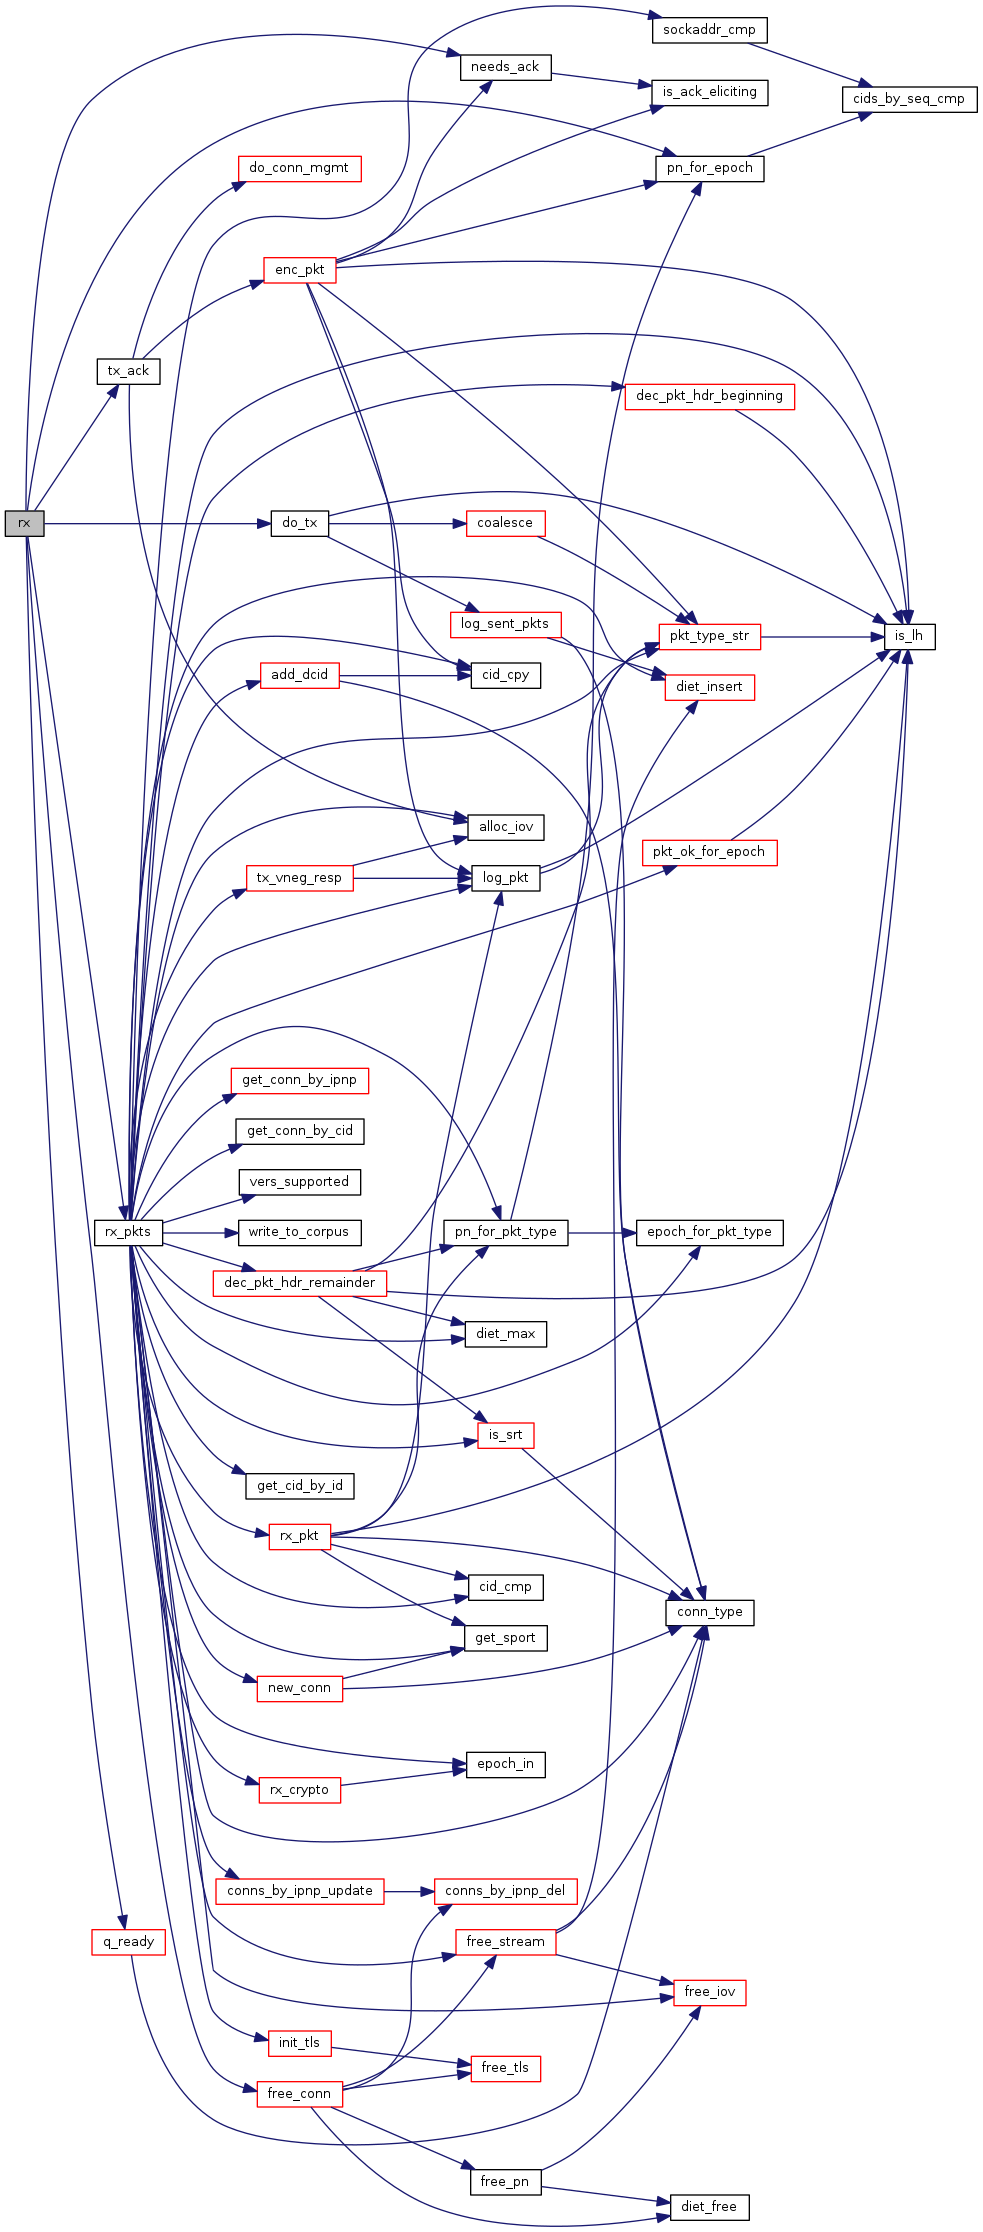 sockaddr_cmp
needs_ack
is_ack_eliciting
cids_by_seq_cmp
do_conn_mgmt
pn_for_epoch
enc_pkt
tx_ack
dec_pkt_hdr_beginning
rx
do_tx
coalesce
log_sent_pkts
pkt_type_str
is_lh
add_dcid
cid_cpy
diet_insert
alloc_iov
pkt_ok_for_epoch
tx_vneg_resp
log_pkt
get_conn_by_ipnp
get_conn_by_cid
vers_supported
rx_pkts
write_to_corpus
pn_for_pkt_type
epoch_for_pkt_type
dec_pkt_hdr_remainder
diet_max
is_srt
get_cid_by_id
rx_pkt
cid_cmp
conn_type
get_sport
new_conn
epoch_in
rx_crypto
conns_by_ipnp_update
conns_by_ipnp_del
q_ready
free_stream
free_iov
init_tls
free_tls
free_conn
free_pn
diet_free